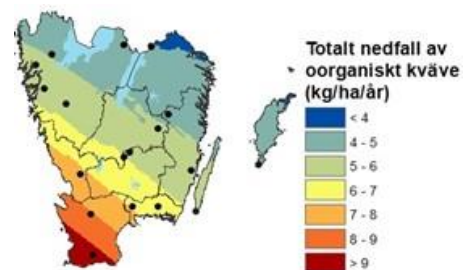 Totalt nedfall av
oorganiskt kväve
(kg/ha/år)
< 4
4 - 5
5 - 6
6 - 7
7 - 8
8 - 9
> 9